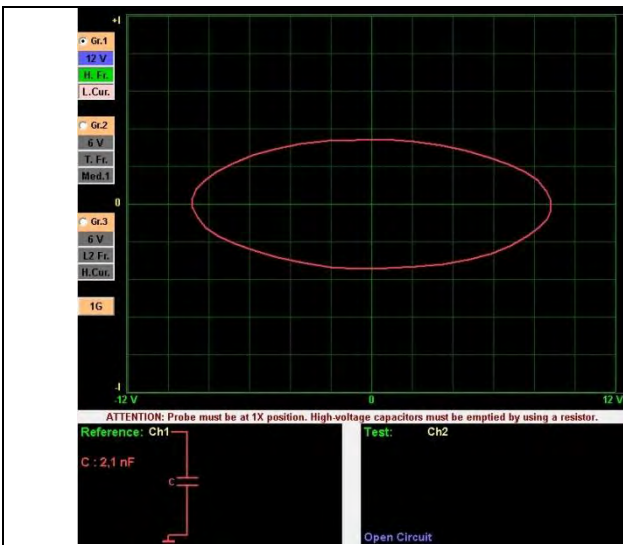 +I
Gr.1
12 V
H. Fr.
L.Cur.
Gr.2
6 V
T. Fr.
Med.1
0
Gr.3
6 V
L2 Fr.
H.Cur.
1G
-I
-12 V
0
12 V
ATTENTION: Probe must be at 1X position. High-voltage capacitors must be emptied by using a resistor.
Reference: Ch1
C : 2,1 nF
C
Test: Ch2
Open Circuit